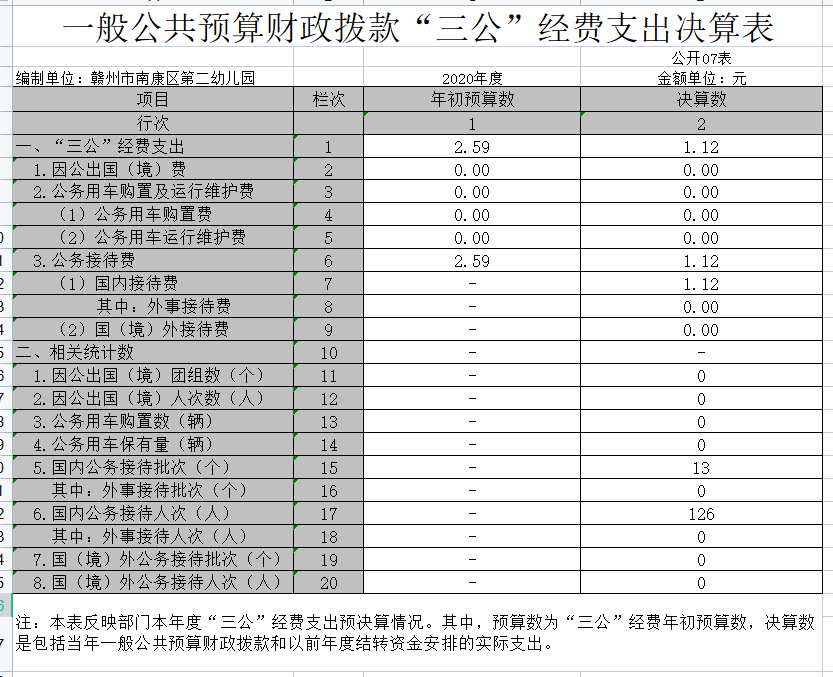 一般公共预算财政拨款“三公”经费支出决算表
公开07表
编制单位：赣州市南康区第二幼儿园 2020年度 金额单位：元
项目 栏次 年初预算数 决算数
行次 1 2
一、“三公”经费支出 1 2.59 1.12
1.因公出国（境）费 2 0.00 0.00
2.公务用车购置及运行维护费 3 0.00 0.00
（1）公务用车购置费 4 0.00 0.00
（2）公务用车运行维护费 5 0.00 0.00
3.公务接待费 6 2.59 1.12
（1）国内接待费 7 - 1.12
其中：外事接待费 8 - 0.00
（2）国（境）外接待费 9 - 0.00
二、相关统计数 10 - -
1.因公出国（境）团组数（个） 11 - 0
2.因公出国（境）人次数（人） 12 - 0
3.公务用车购置数（辆） 13 - 0
4.公务用车保有量（辆） 14 - 0
5.国内公务接待批次（个） 15 - 13
其中：外事接待批次（个） 16 - 0
6.国内公务接待人次（人） 17 - 126
其中：外事接待人次（人） 18 - 0
7.国（境）外公务接待批次（个） 19 - 0
8.国（境）外公务接待人次（人） 20 - 0
注：本表反映部门本年度“三公”经费支出预决算情况。其中，预算数为“三公”经费年初预算数，决算数
是包括当年一般公共预算财政拨款和以前年度结转资金安排的实际支出。